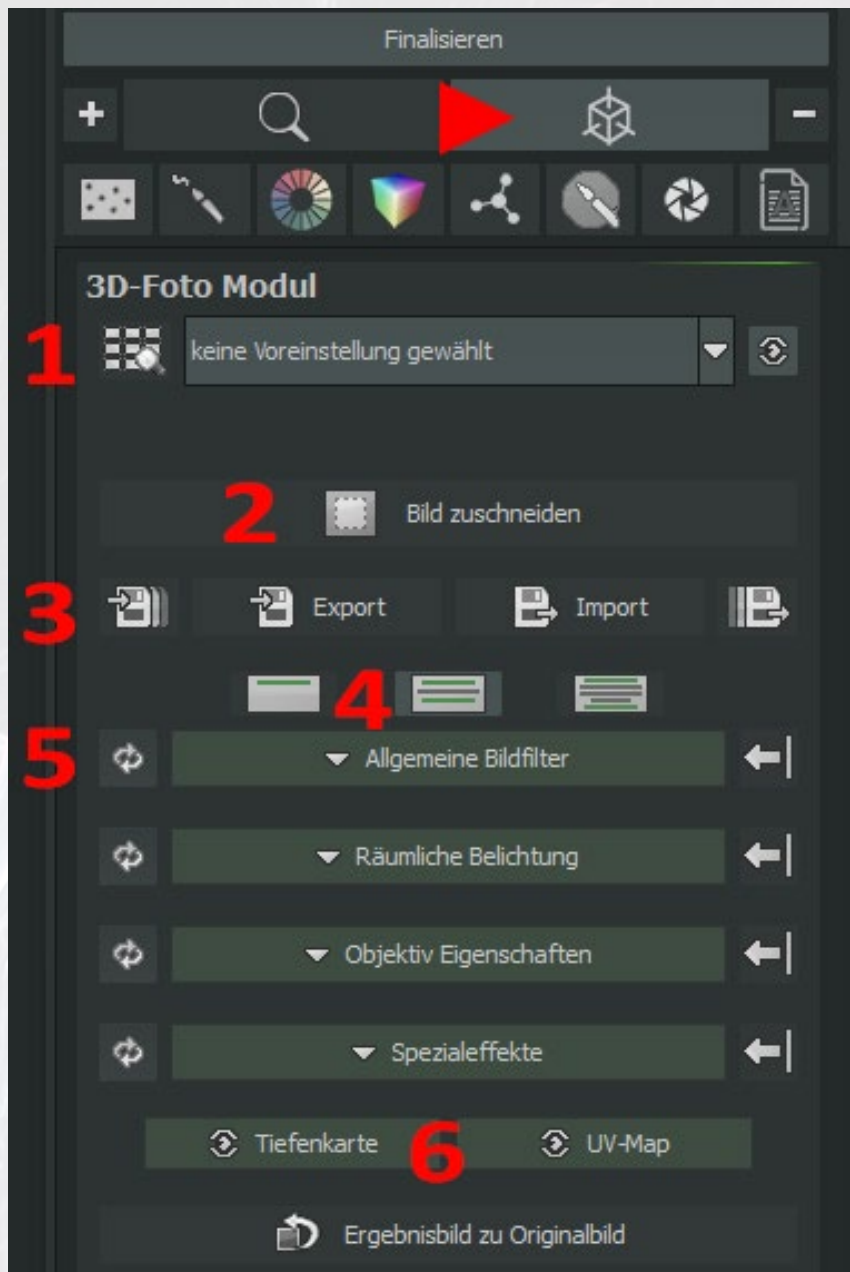 Finalisieren
3D-Foto Modul
1 keine Voreinstellung gewählt
2 Bild zuschneiden
3 Export Import
4
5 Allgemeine Bildfilter
Räumliche Belichtung
Objektiv Eigenschaften
Spezialeffekte
Tiefenkarte 6 UV-Map
Ergebnisbild zu Originalbild